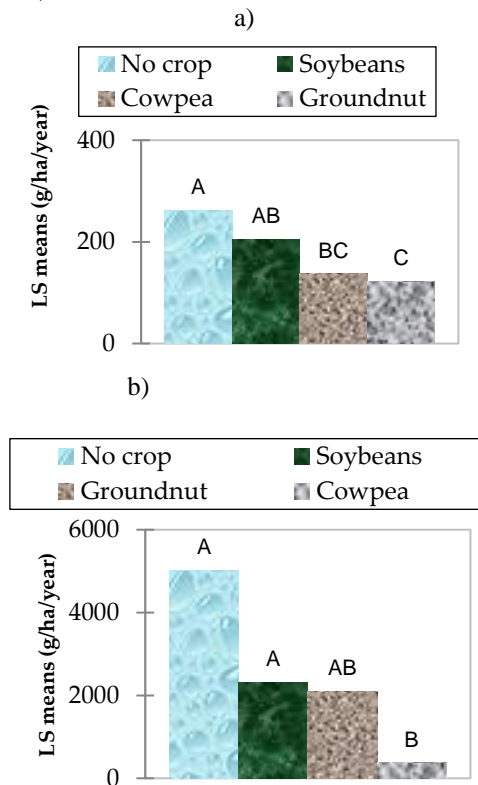 a)
No crop Soybeans
Cowpea Groundnut
LS means (g/ha/year)
400
200
0
A
AB
BC
C
b)
No crop Soybeans
Groundnut Cowpea
LS means (g/ha/year)
6000
4000
2000
0
A
A
AB
B